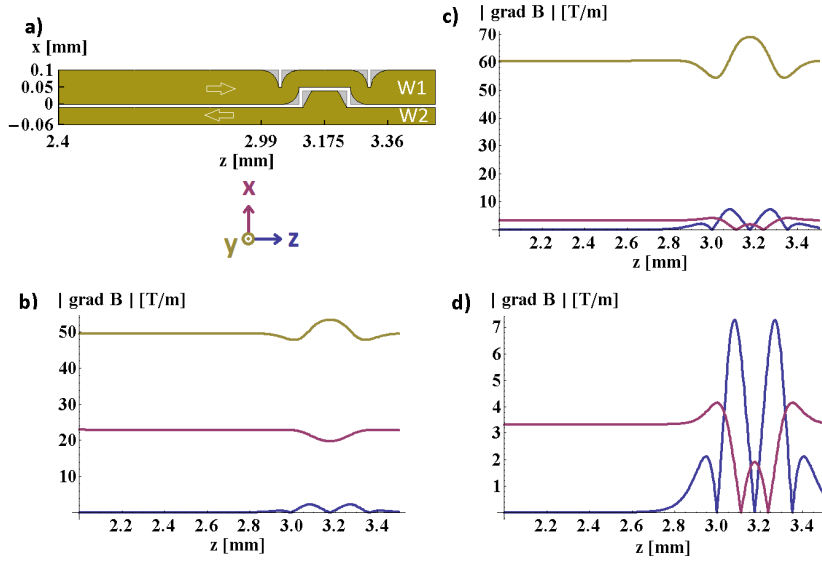 a)
x [mm]
0.1
0.05
0
−0.06
W1
W2
2.4 2.99 3.175 3.36
z [mm]
x
y
z
b)
| grad B | [T/m]
50
40
30
20
10
2.2 2.4 2.6 2.8 3.0 3.2 3.4
z [mm]
c)
| grad B | [T/m]
70
60
50
40
30
20
10
2.2 2.4 2.6 2.8 3.0 3.2 3.4
z [mm]
d)
| grad B | [T/m]
7
6
5
4
3
2
1
2.2 2.4 2.6 2.8 3.0 3.2 3.4
z [mm]